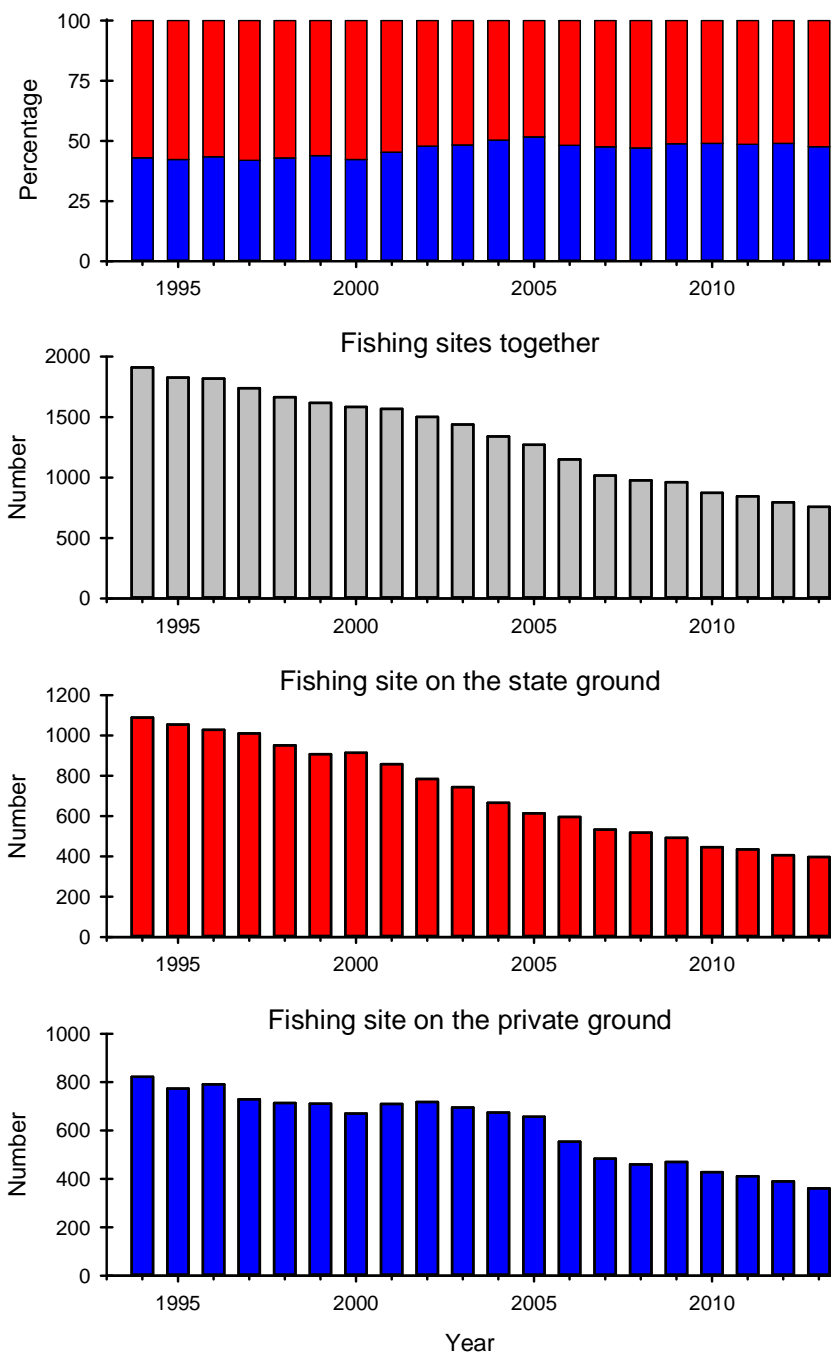 100
75
50
25
0
Percentage
1995 2000 2005 2010
Fishing sites together
2000
1500
1000
500
0
Number
1995 2000 2005 2010
Fishing site on the state ground
1200
1000
800
600
400
200
0
Number
1995 2000 2005 2010
Fishing site on the private ground
1000
800
600
400
200
0
Number
1995 2000 2005 2010
Year